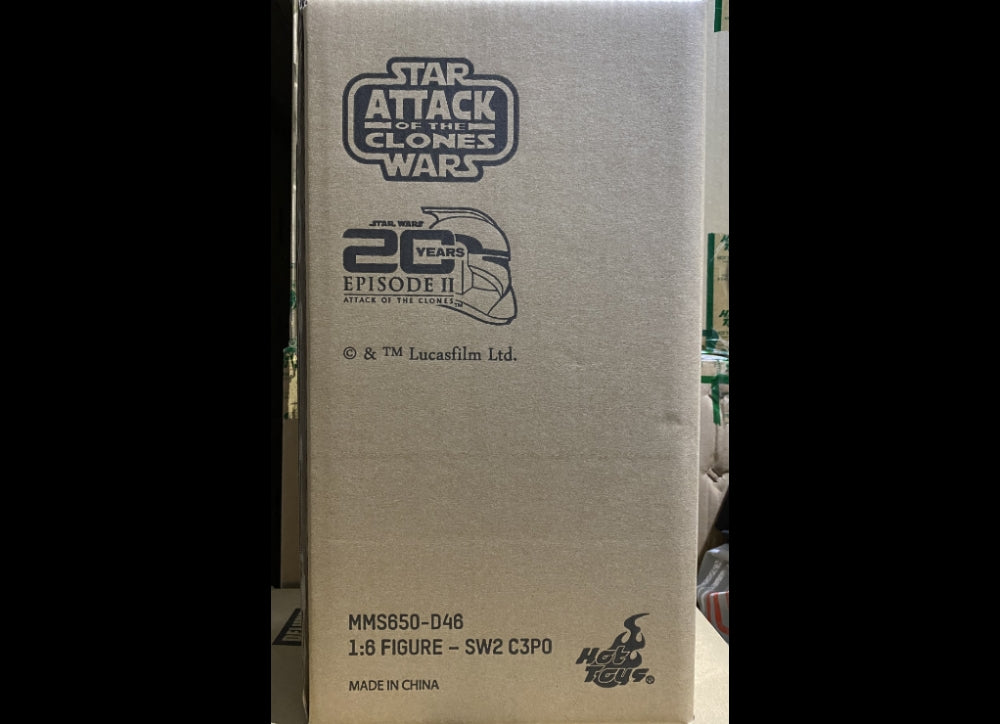 STAR
ATTACK
OF THE
CLONES
WARS
STAR WARS
20 YEARS
EPISODE II
ATTACK OF THE CLONES™
© & ™ Lucasfilm Ltd.
MMS650-D46
1:6 FIGURE – SW2 C3PO
Hot
Toys®
MADE IN CHINA